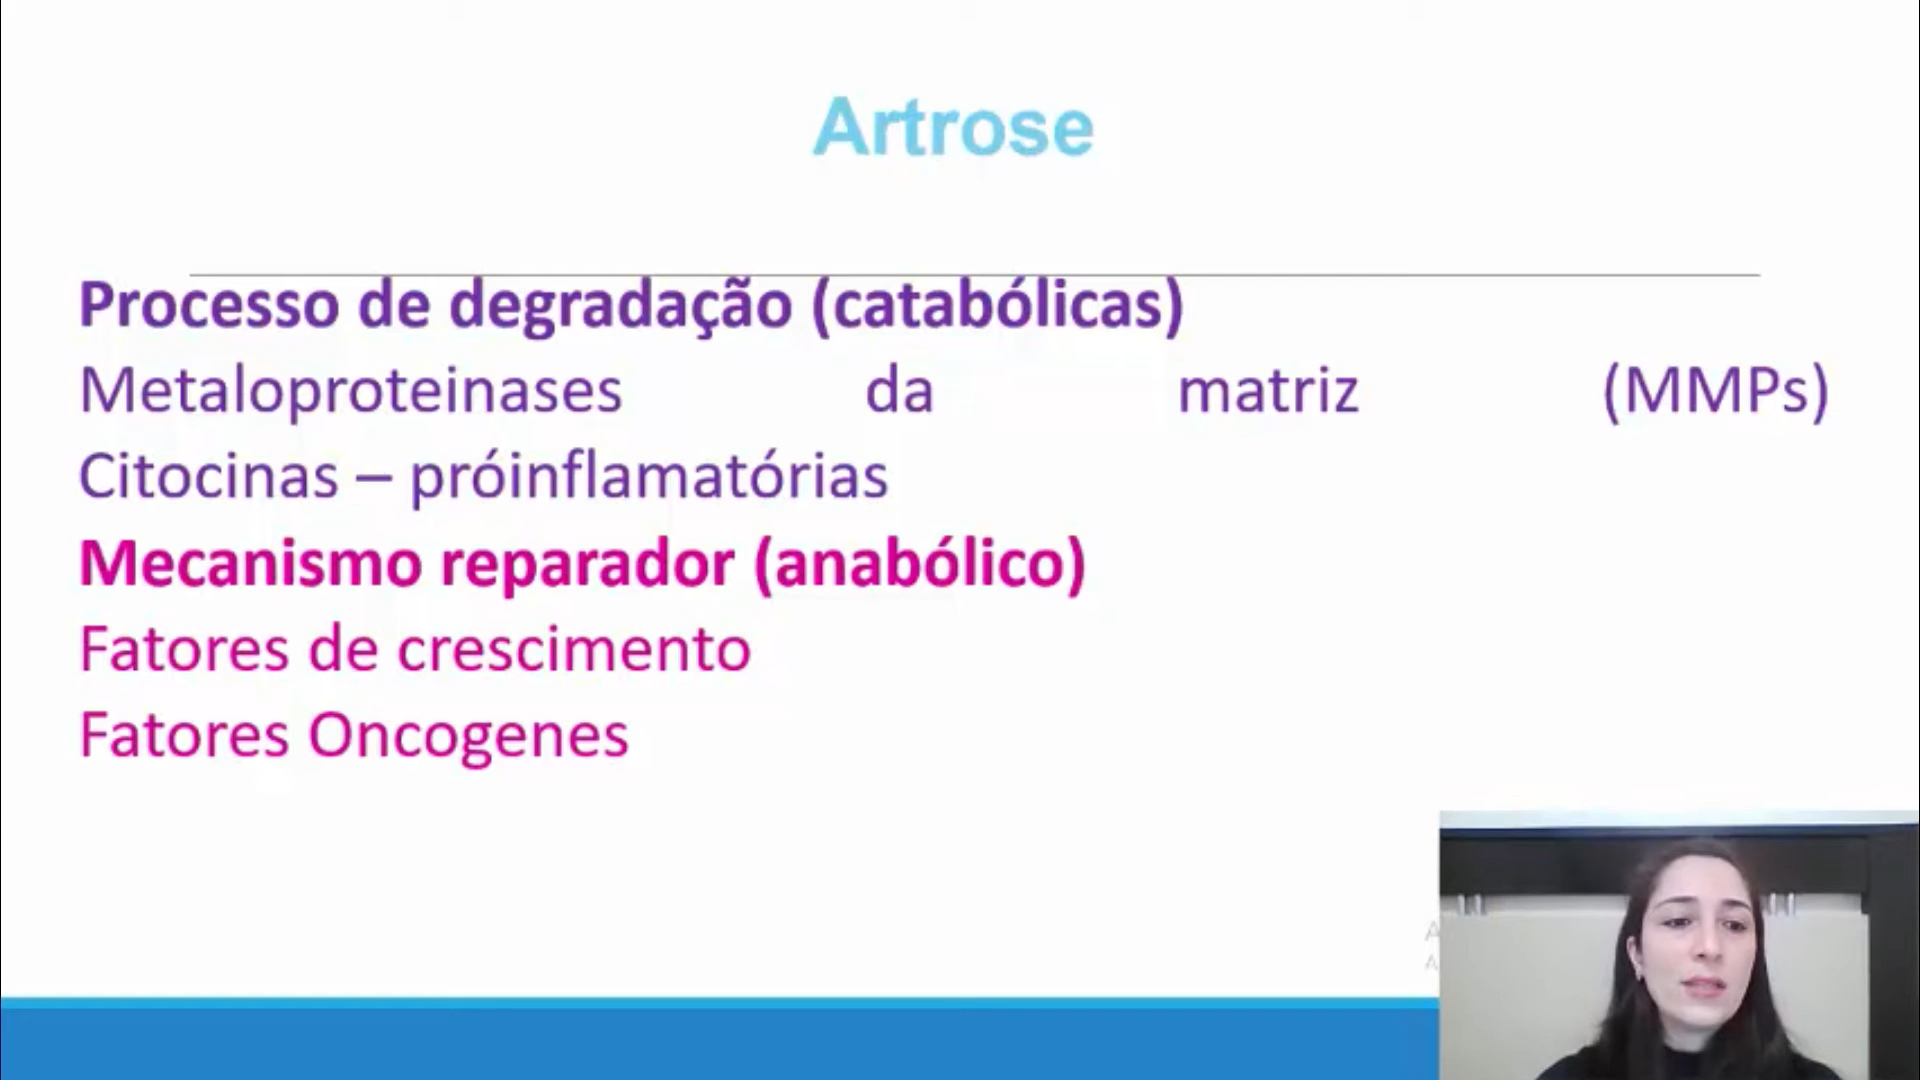 Artrose
Processo de degradação (catabólicas)
Metaloproteinases da matriz (MMPs)
Citocinas – próinflamatórias
Mecanismo reparador (anabólico)
Fatores de crescimento
Fatores Oncogenes
A
A